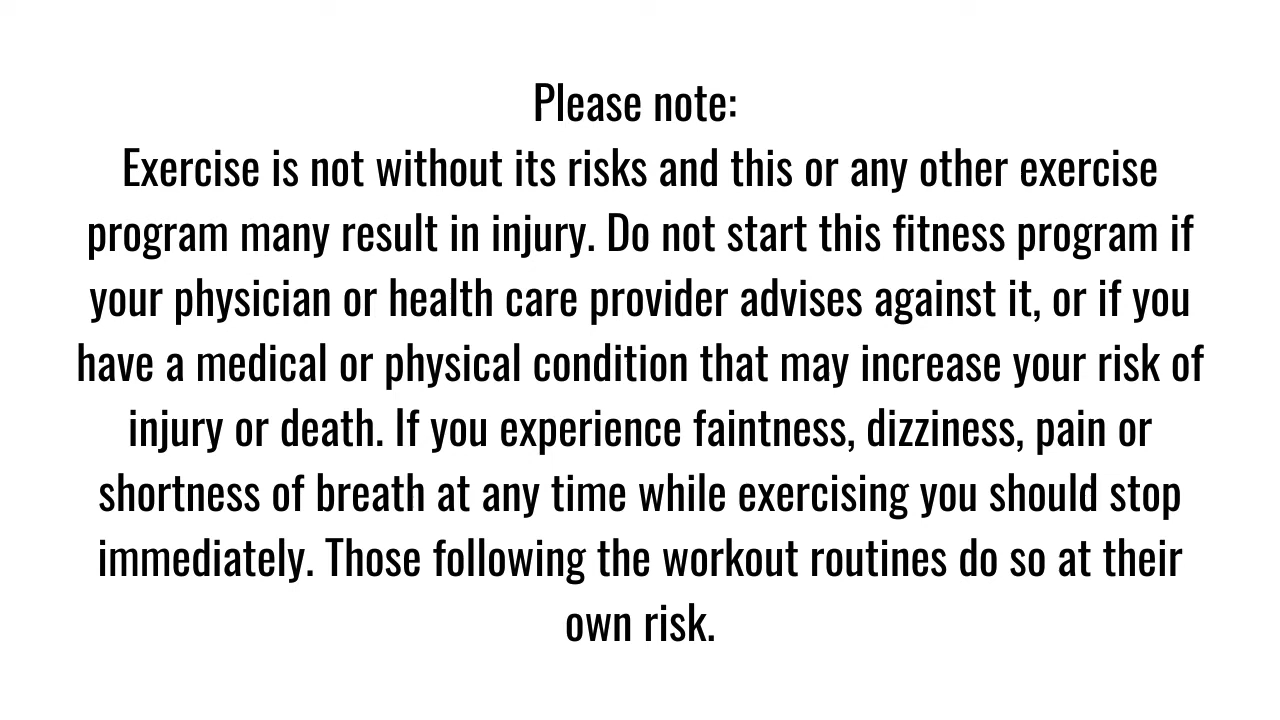 Please note:
Exercise is not without its risks and this or any other exercise
program many result in injury. Do not start this fitness program if
your physician or health care provider advises against it, or if you
have a medical or physical condition that may increase your risk of
injury or death. If you experience faintness, dizziness, pain or
shortness of breath at any time while exercising you should stop
immediately. Those following the workout routines do so at their
own risk.